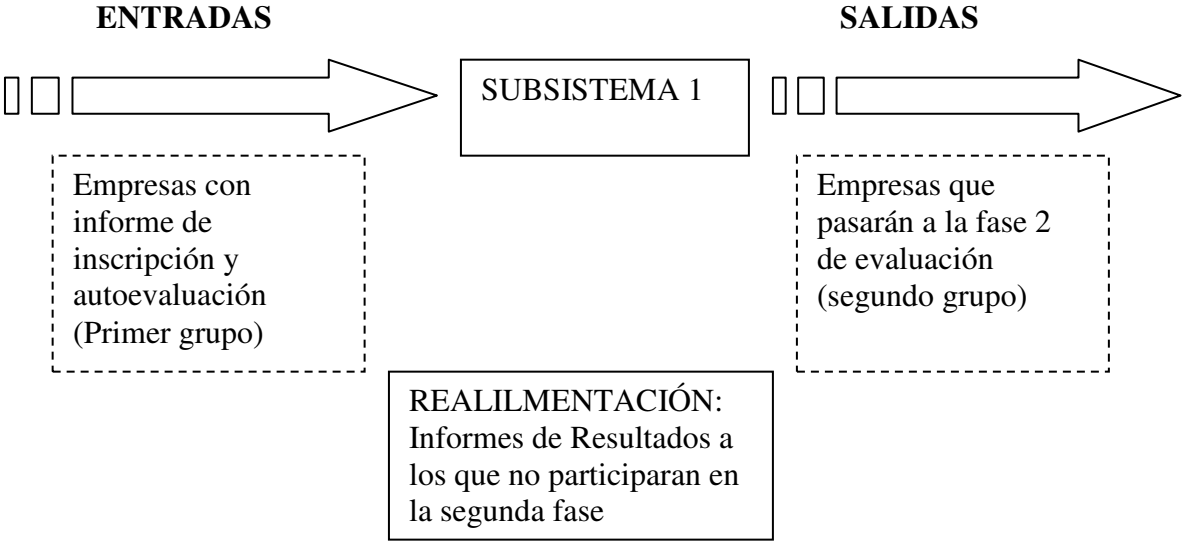 ENTRADAS
SALIDAS
SUBSISTEMA 1
Empresas con
informe de
inscripción y
autoevaluación
(Primer grupo)
Empresas que
pasarán a la fase 2
de evaluación
(segundo grupo)
REALILMENTACIÓN:
Informes de Resultados a
los que no participaran en
la segunda fase